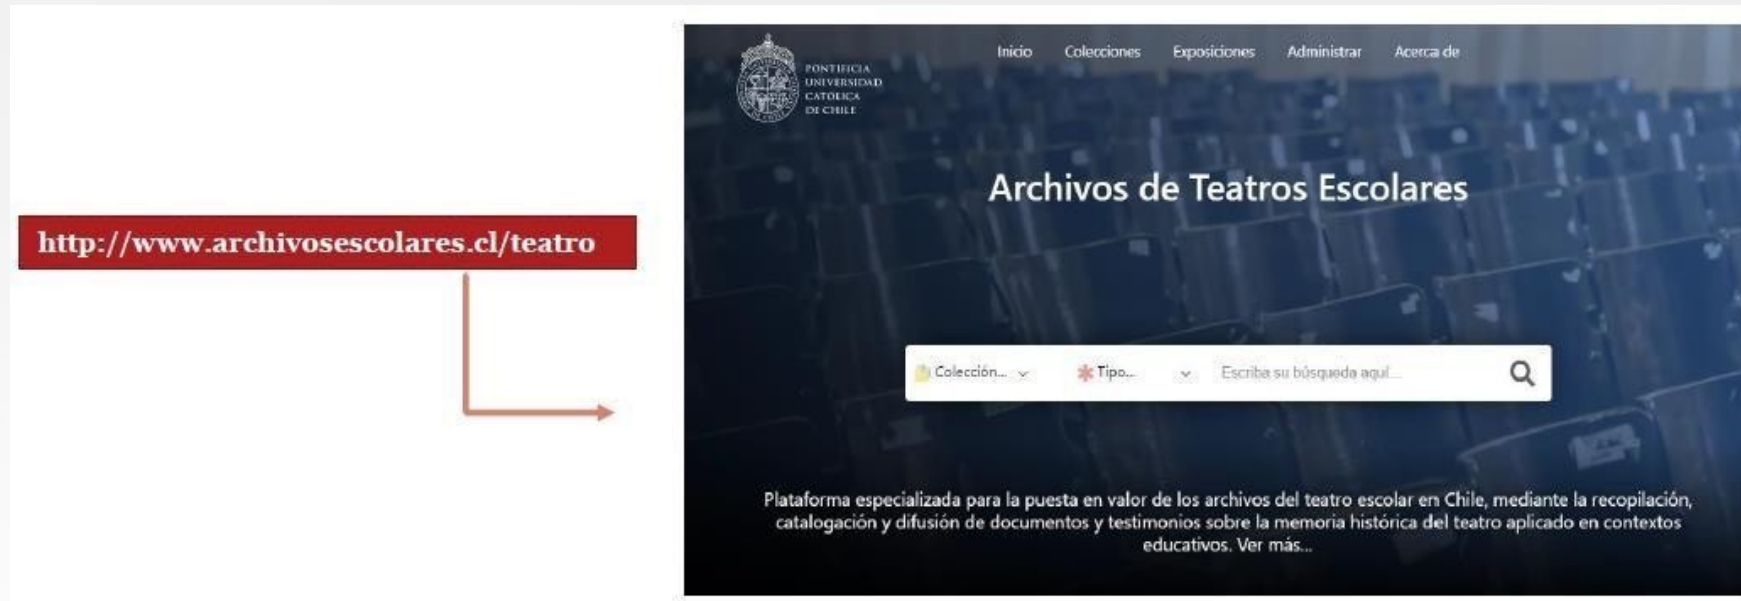 http://www.archivosescolares.cl/teatro
PONTIFICIA
UNIVERSIDAD
CATÓLICA
DE CHILE
Inicio Colecciones Exposiciones Administrar Acerca de
Archivos de Teatros Escolares
Colección... Tipo... Escriba su búsqueda aquí...
Plataforma especializada para la puesta en valor de los archivos del teatro escolar en Chile, mediante la recopilación,
catalogación y difusión de documentos y testimonios sobre la memoria histórica del teatro aplicado en contextos
educativos. Ver más...